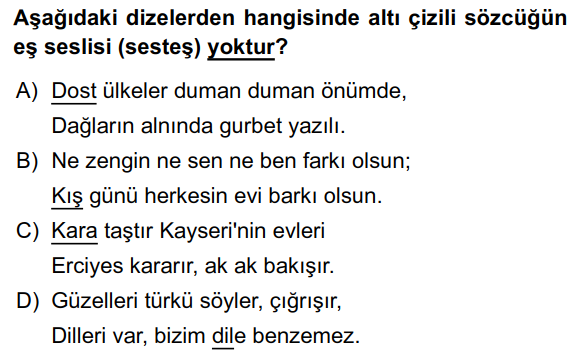 Aşağıdaki dizelerden hangisinde altı çizili sözcüğün
eş seslisi (sesteş) yoktur?
A) Dost ülkeler duman duman önümde,
Dağların alnında gurbet yazılı.
B) Ne zengin ne sen ne ben farkı olsun;
Kış günü herkesin evi barkı olsun.
C) Kara taştır Kayseri'nin evleri
Erciyes kararır, ak ak bakışır.
D) Güzelleri türkü söyler, çığrışır,
Dilleri var, bizim dile benzemez.